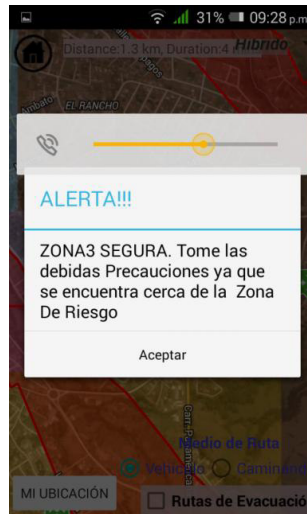 31% 09:28 p.m
Distance:1.3 km, Duration:4
Hibrido
Ambato
EL RANCHO
ALERTA!!!
ZONA3 SEGURA. Tome las
debidas Precauciones ya que
se encuentra cerca de la Zona
De Riesgo
Aceptar
Medio de Ruta
Vehículo Caminando
MI UBICACIÓN
Rutas de Evacuació